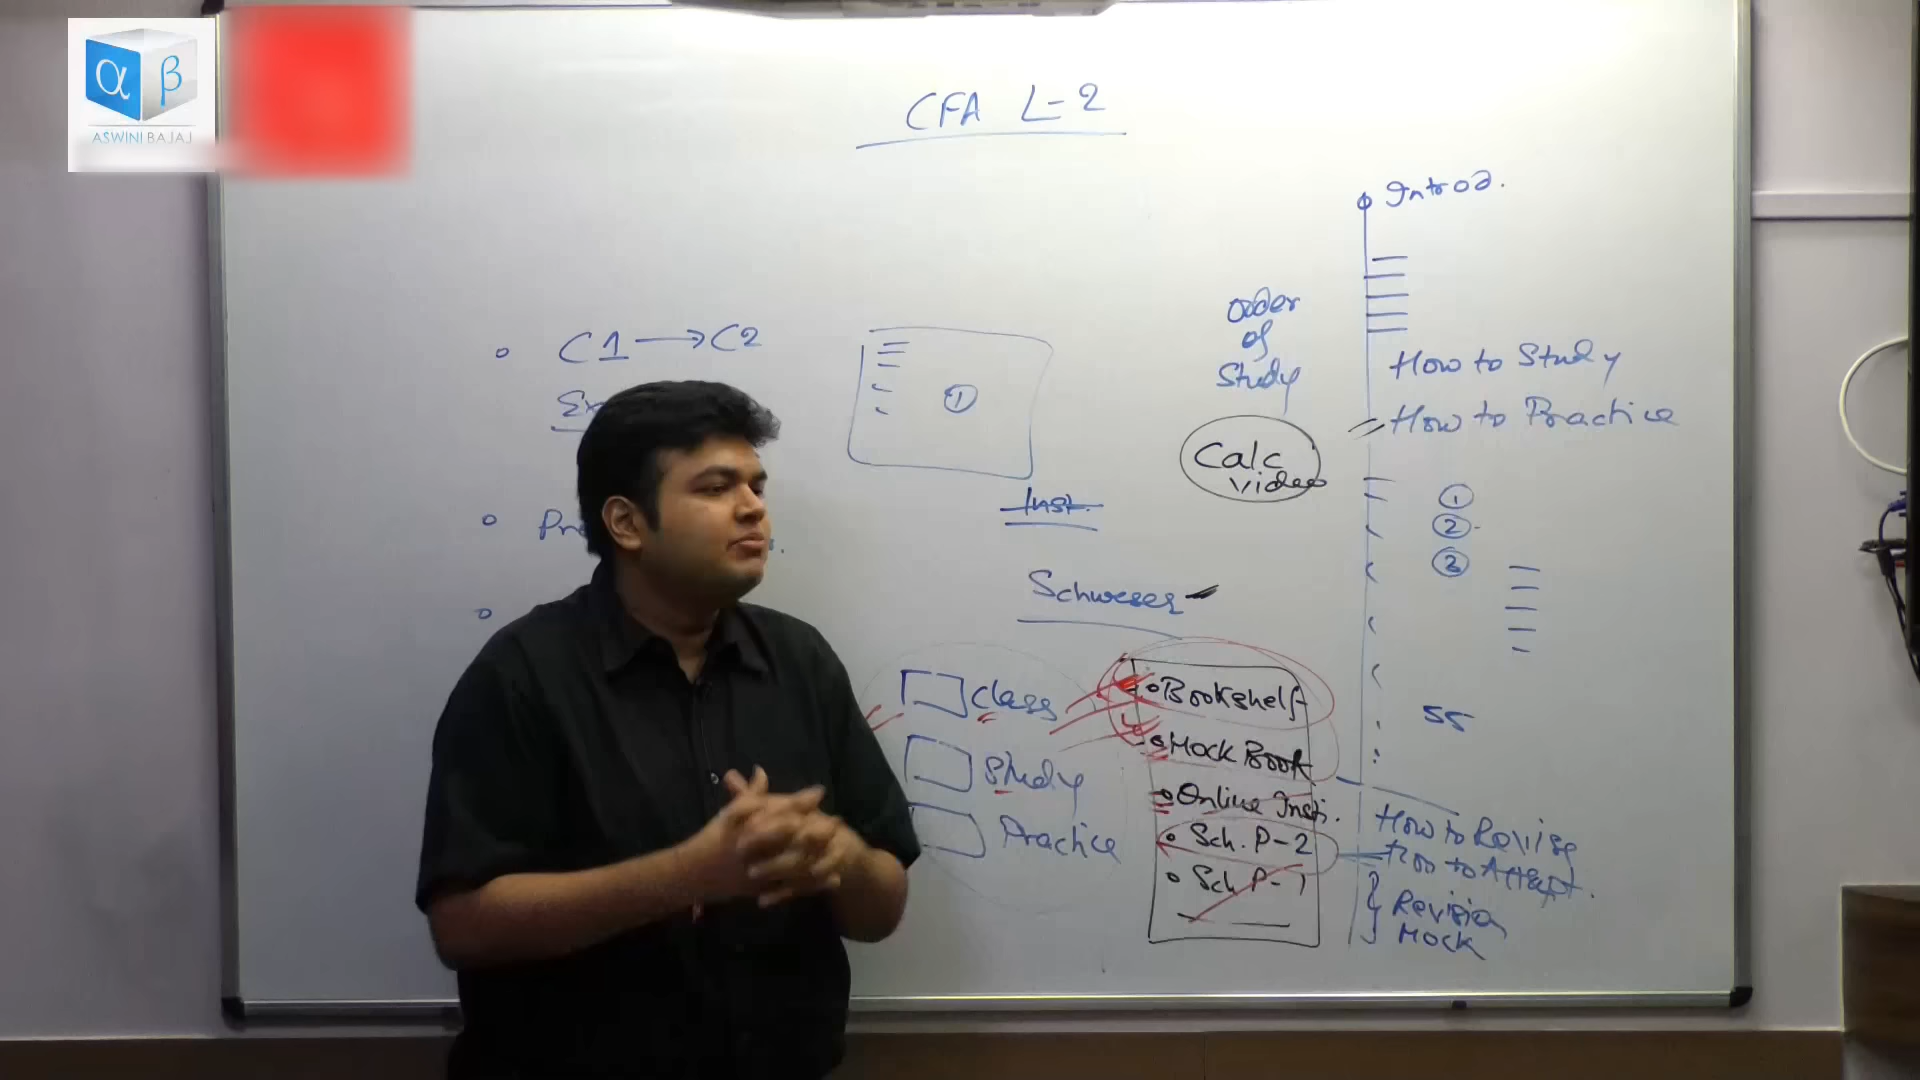 α β
ASWINI BAJAJ
CFA L-2
C1 → C2
①
Inst.
Schweser
Class
Study
Practice
Order
of
Study
Calc
Video
Bookshelf
Mock Book
Online Insti.
Sch. P-2
Sch P-1
Introd.
How to Study
How to Practice
①
②
③
55
How to Revise
How to Attempt.
Revision
Mock